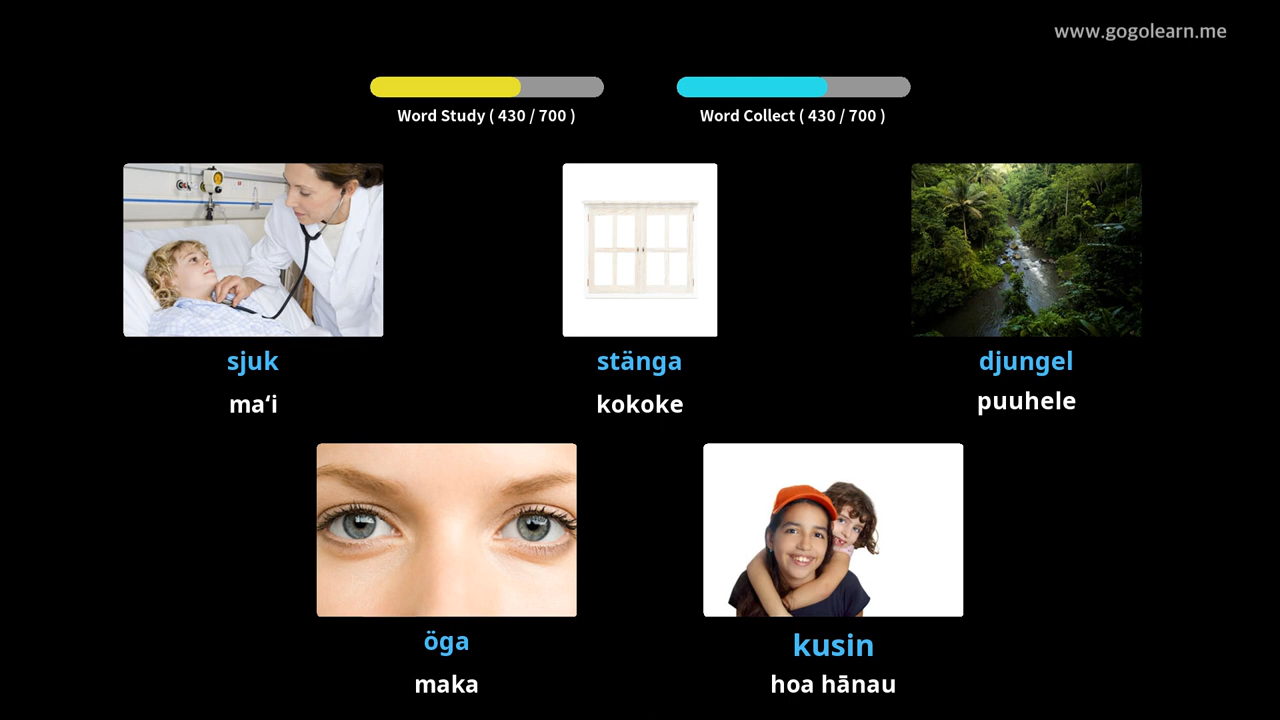 www.gogolearn.me
Word Study ( 430 / 700 )
Word Collect ( 430 / 700 )
sjuk
stänga
djungel
maʻi
kokoke
puuhele
öga
kusin
maka
hoa hānau